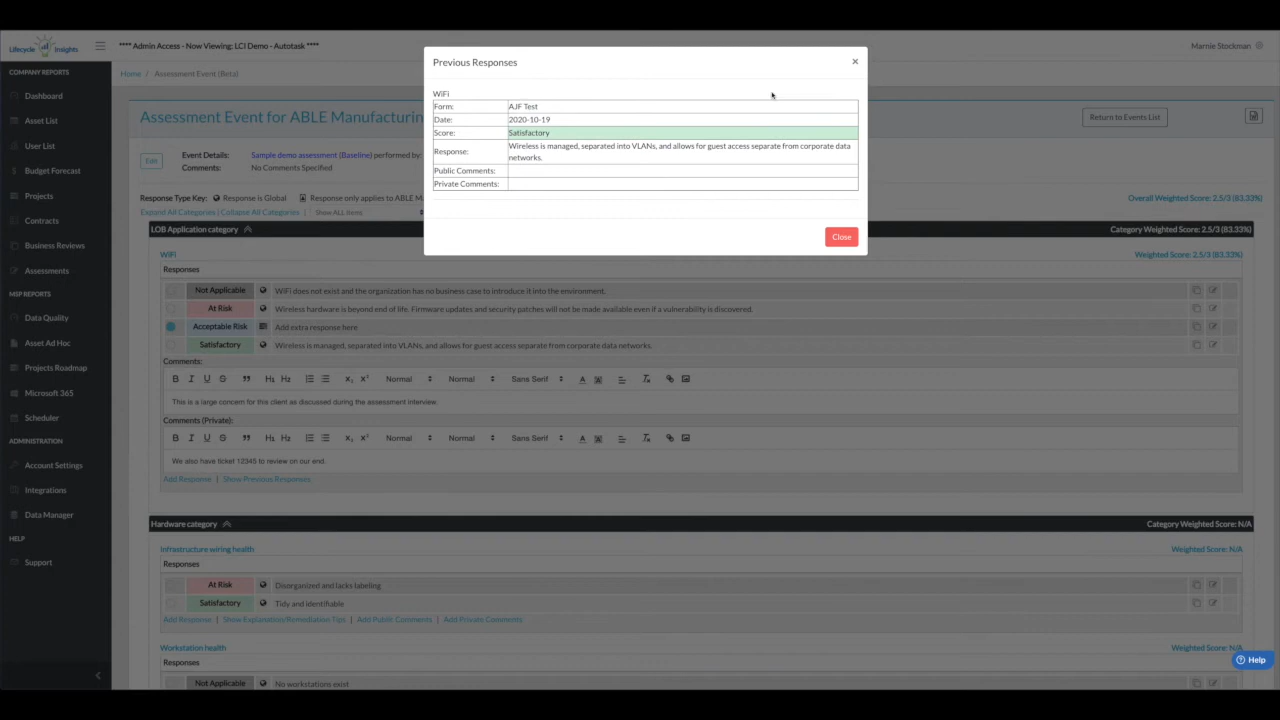 Lifecycle Insights
**** Admin Access - Now Viewing: LCI Demo - Autotask ****
Marnie Stockman
COMPANY REPORTS
Dashboard
Asset List
User List
Budget Forecast
Projects
Contracts
Business Reviews
Assessments
MSP REPORTS
Data Quality
Asset Ad Hoc
Projects Roadmap
Microsoft 365
Scheduler
ADMINISTRATION
Account Settings
Integrations
Data Manager
HELP
Support
Home / Assessment Event (Beta)
Assessment Event for ABLE Manufacturing
Return to Events List
Edit
Event Details: Sample demo assessment (Baseline) performed by:
Comments: No Comments Specified
Response Type Key: Response is Global Response only applies to ABLE M
Overall Weighted Score: 2.5/3 (83.33%)
Expand All Categories | Collapse All Categories | Show ALL items
Previous Responses
×
WiFi
Form: AJF Test
Date: 2020-10-19
Score: Satisfactory
Response: Wireless is managed, separated into VLANs, and allows for guest access separate from corporate data
networks.
Public Comments:
Private Comments:
Close
LOB Application category
Category Weighted Score: 2.5/3 (83.33%)
WiFi
Weighted Score: 2.5/3 (83.33%)
Responses
Not Applicable WiFi does not exist and the organization has no business case to introduce it into the environment.
At Risk Wireless hardware is beyond end of life. Firmware updates and security patches will not be made available even if a vulnerability is discovered.
Acceptable Risk Add extra response here
Satisfactory Wireless is managed, separated into VLANs, and allows for guest access separate from corporate data networks.
Comments:
B I U S H1 H2 X2 X2 Normal Normal Sans Serif A A
This is a large concern for this client as discussed during the assessment interview.
Comments (Private):
B I U S H1 H2 X2 X2 Normal Normal Sans Serif A A
We also have ticket 12345 to review on our end.
Add Response | Show Previous Responses
Hardware category
Category Weighted Score: N/A
Infrastructure wiring health
Weighted Score: N/A
Responses
At Risk Disorganized and lacks labeling
Satisfactory Tidy and identifiable
Add Response | Show Explanation/Remediation Tips | Add Public Comments | Add Private Comments
Workstation health
Weighted Score: N/A
Responses
Not Applicable No workstations exist
Help